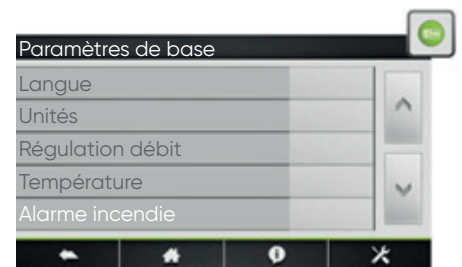 Paramètres de base
Langue
Unités
Régulation débit
Température
Alarme incendie